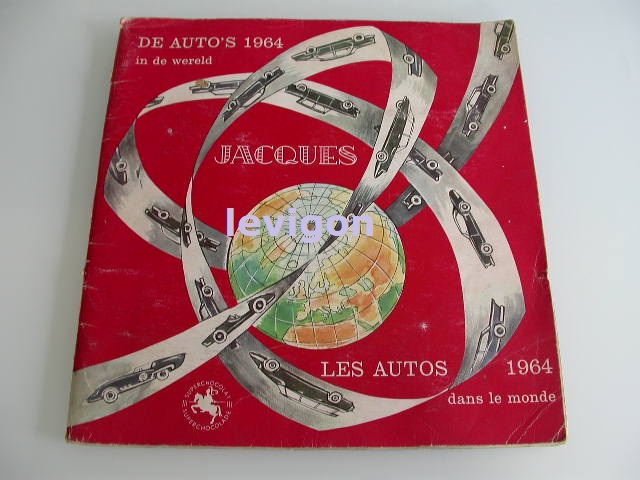 DE AUTO'S 1964
in de wereld
JACQUES
levigon
LES AUTOS 1964
dans le monde
SUPERCHOCOLAT
SUPERCHOCOLADE